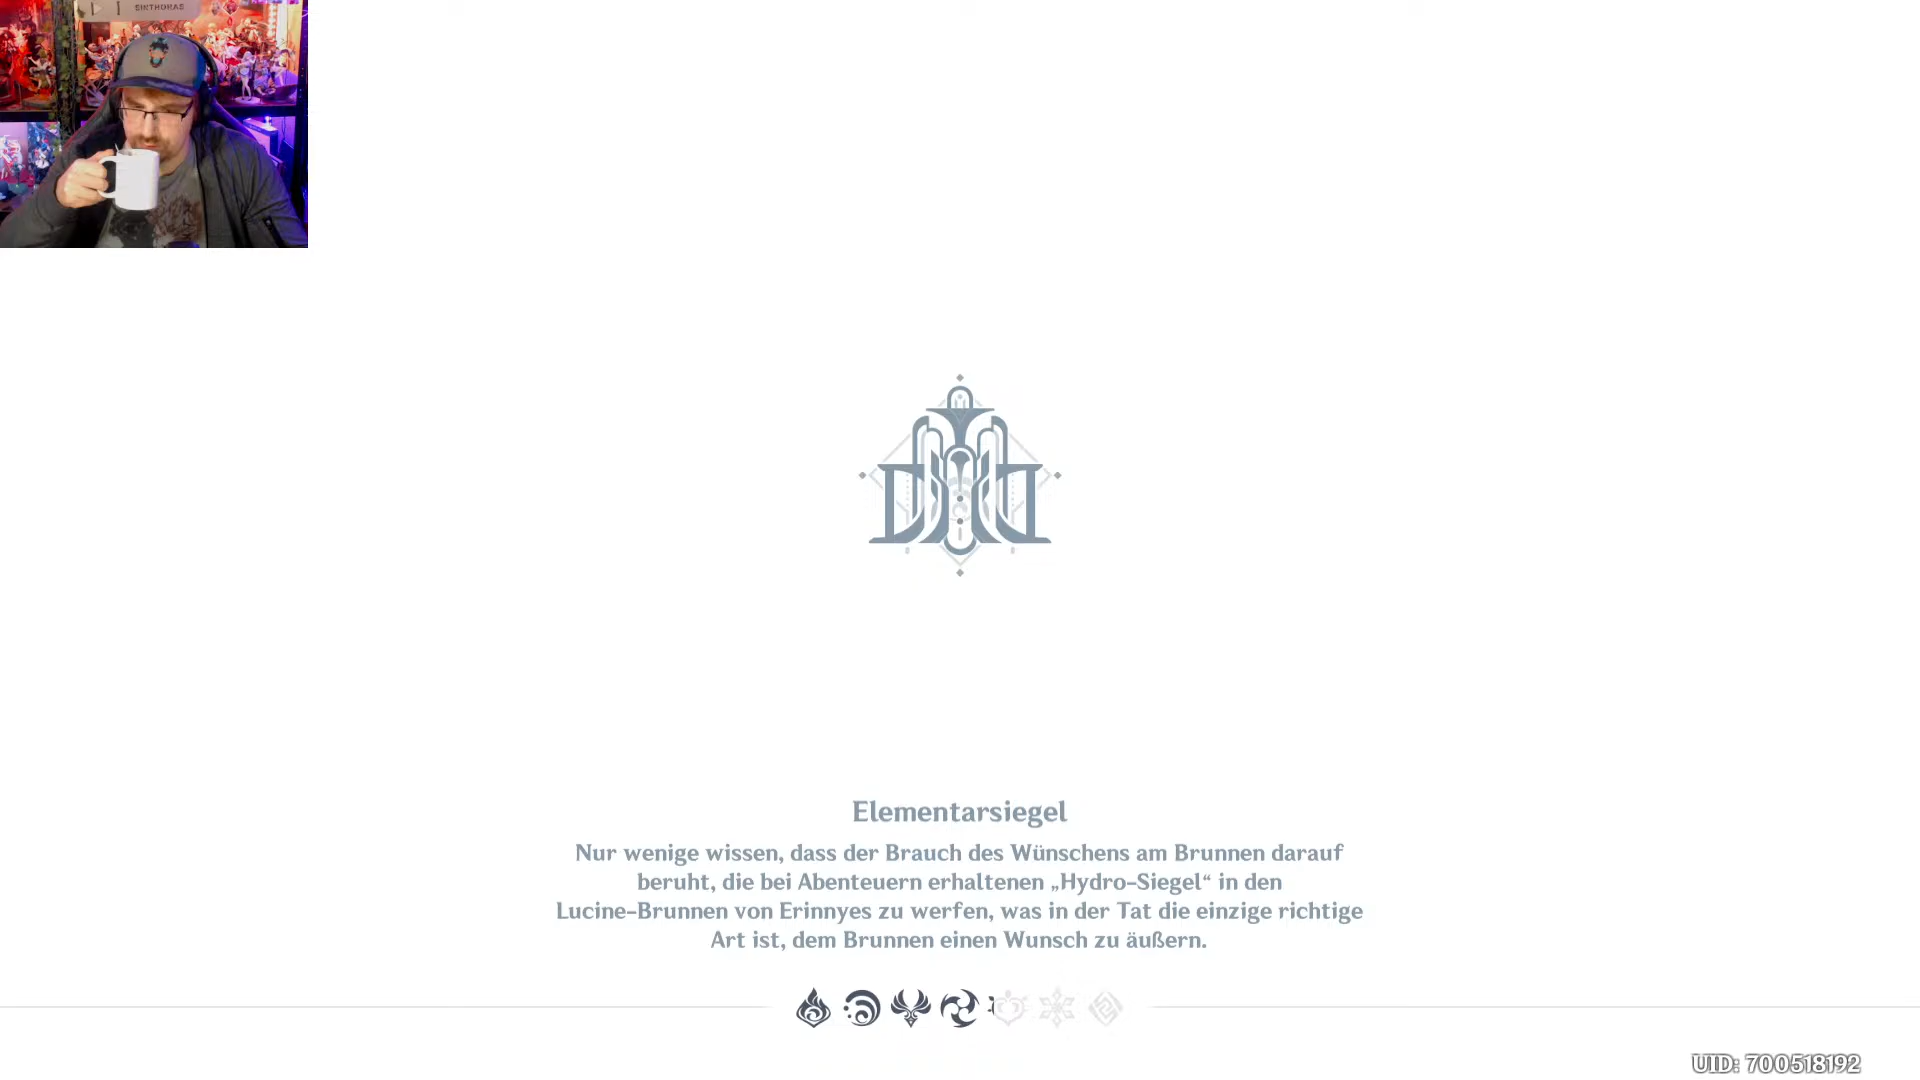 SIXTHOMAS
Elementarsiegel
Nur wenige wissen, dass der Brauch des Wünschens am Brunnen darauf
beruht, die bei Abenteuern erhaltenen „Hydro-Siegel“ in den
Lucine-Brunnen von Erinnyes zu werfen, was in der Tat die einzige richtige
Art ist, dem Brunnen einen Wunsch zu äußern.
UID: 700518192